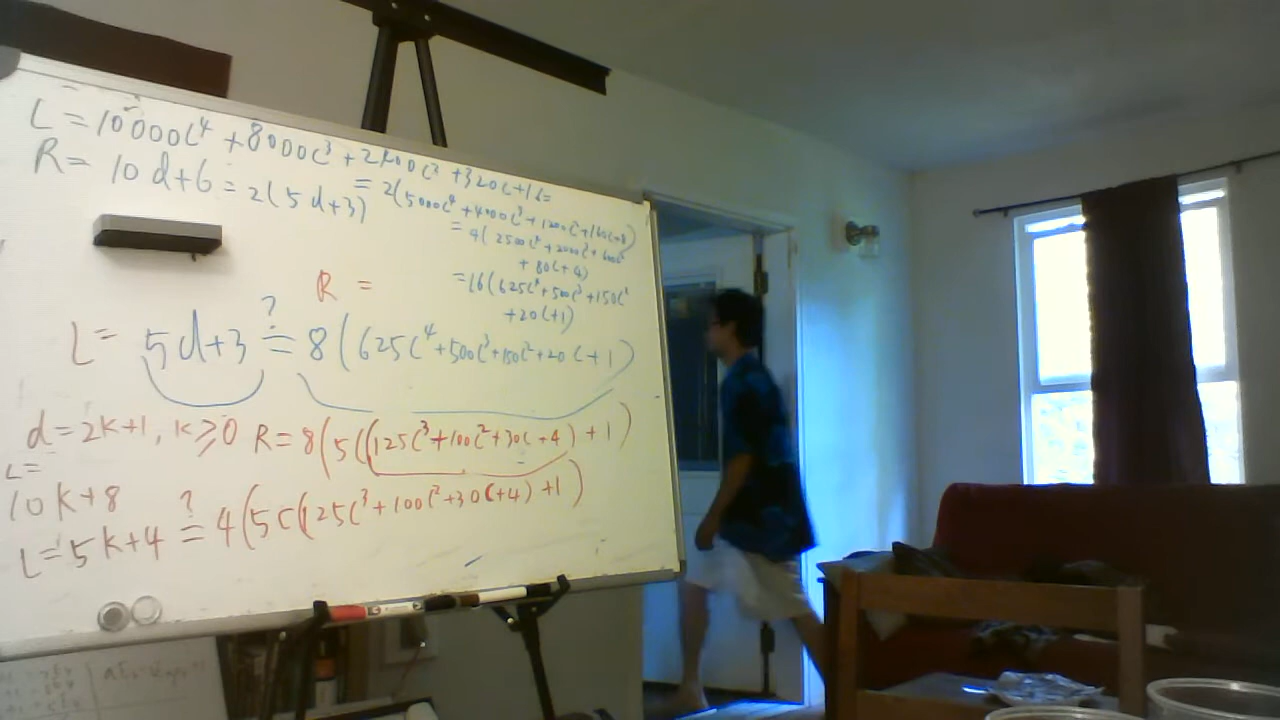 L = 10000c⁴ + 8000c³ + 2400c² + 320c + 16 =
R = 10d+6 = 2(5d+3)
= 2(5000c⁴ + 4000c³ + 1200c² + 160c + 8)
= 4(2500c⁴ + 2000c³ + 600c²
+ 80c + 4)
R =
= 16(625c⁴ + 500c³ + 150c²
+ 20c + 1)
L = 5d+3 ?= 8(625c⁴ + 500c³ + 150c² + 20c + 1)
d = 2k+1, k ≥ 0 R = 8(5c(125c³ + 100c² + 30c + 4) + 1)
L =
10k+8
L = 5k+4 ?= 4(5c(125c³ + 100c² + 30c + 4) + 1)